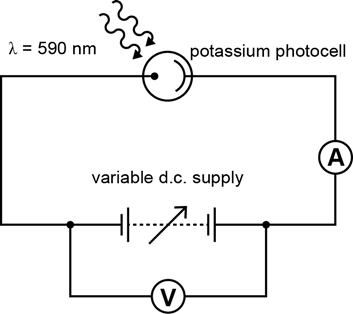 λ = 590 nm
potassium photocell
A
variable d.c. supply
V